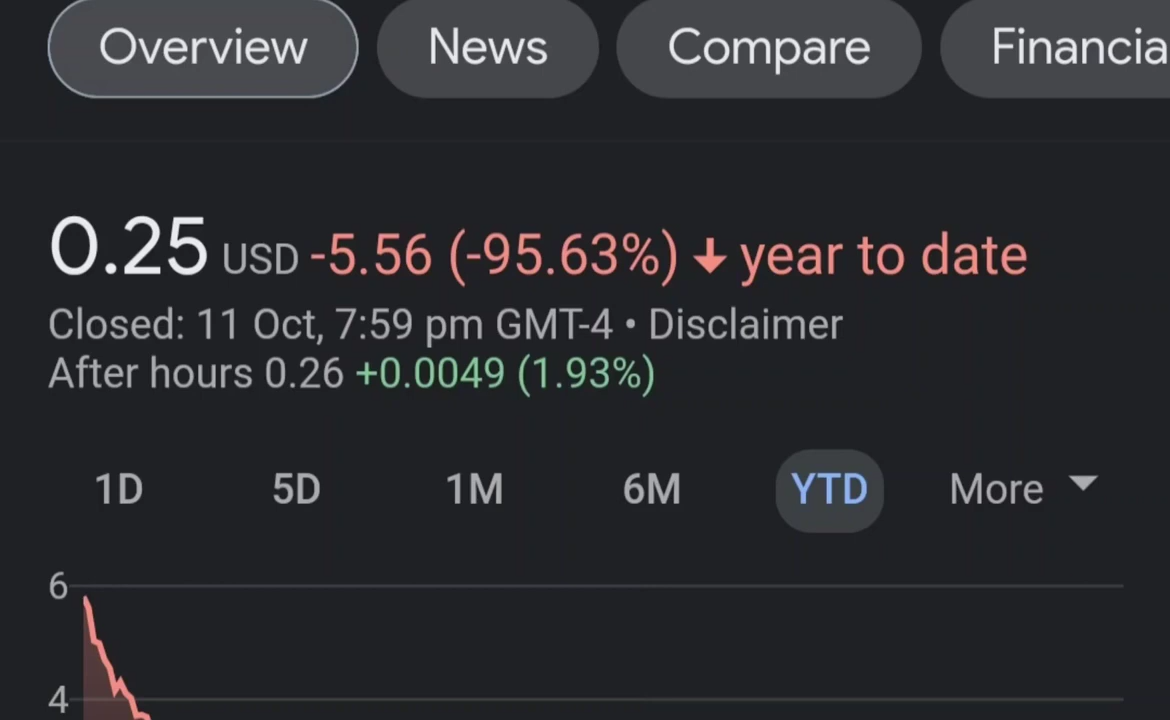 Overview News Compare Financia
0.25 USD -5.56 (-95.63%) ↓ year to date
Closed: 11 Oct, 7:59 pm GMT-4 • Disclaimer
After hours 0.26 +0.0049 (1.93%)
1D 5D 1M 6M YTD More
6
4